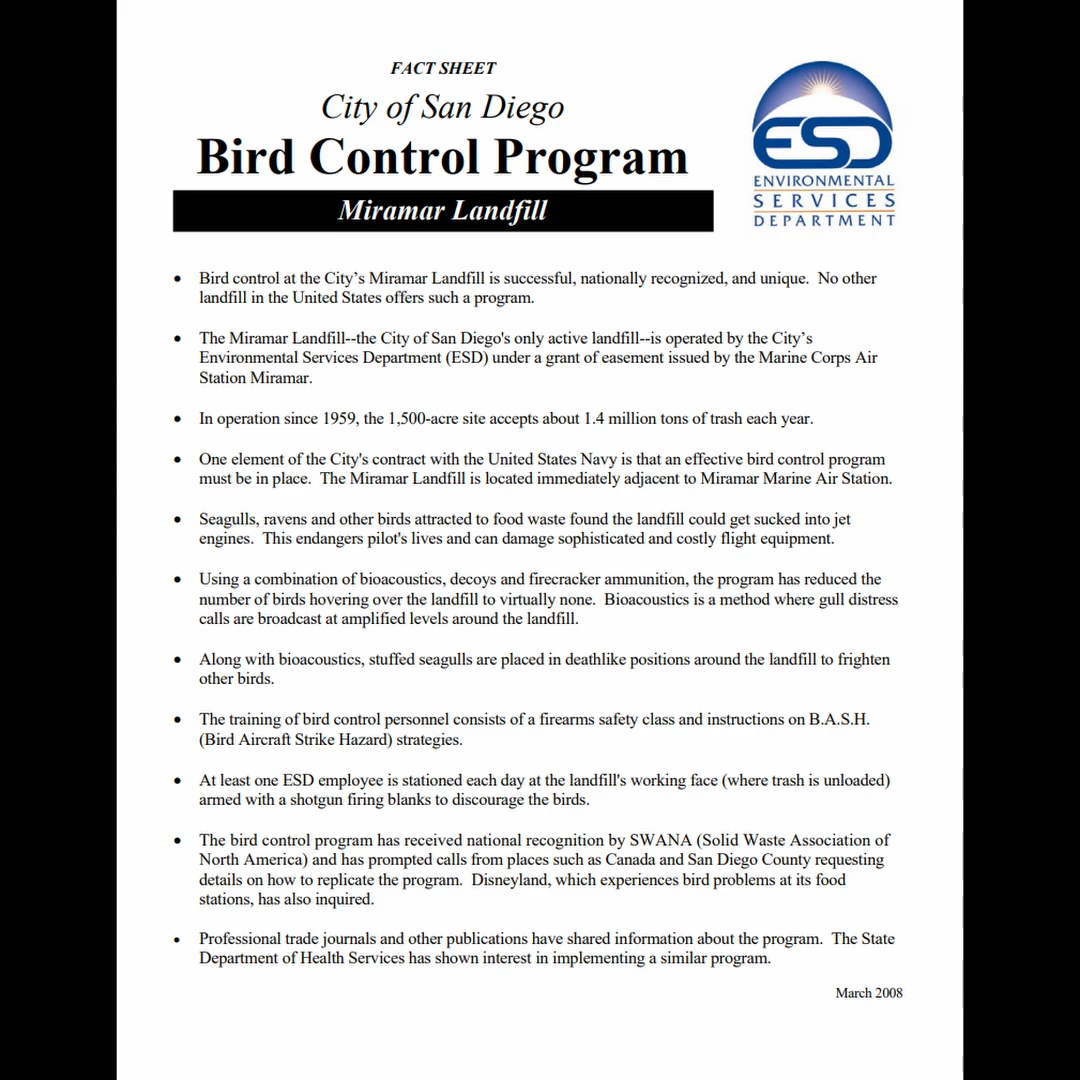 FACT SHEET
City of San Diego
Bird Control Program
Miramar Landfill
ESD
ENVIRONMENTAL
SERVICES
DEPARTMENT
• Bird control at the City’s Miramar Landfill is successful, nationally recognized, and unique.  No other
landfill in the United States offers such a program.
• The Miramar Landfill--the City of San Diego's only active landfill--is operated by the City’s
Environmental Services Department (ESD) under a grant of easement issued by the Marine Corps Air
Station Miramar.
• In operation since 1959, the 1,500-acre site accepts about 1.4 million tons of trash each year.
• One element of the City's contract with the United States Navy is that an effective bird control program
must be in place.  The Miramar Landfill is located immediately adjacent to Miramar Marine Air Station.
• Seagulls, ravens and other birds attracted to food waste found the landfill could get sucked into jet
engines.  This endangers pilot's lives and can damage sophisticated and costly flight equipment.
• Using a combination of bioacoustics, decoys and firecracker ammunition, the program has reduced the
number of birds hovering over the landfill to virtually none.  Bioacoustics is a method where gull distress
calls are broadcast at amplified levels around the landfill.
• Along with bioacoustics, stuffed seagulls are placed in deathlike positions around the landfill to frighten
other birds.
• The training of bird control personnel consists of a firearms safety class and instructions on B.A.S.H.
(Bird Aircraft Strike Hazard) strategies.
• At least one ESD employee is stationed each day at the landfill's working face (where trash is unloaded)
armed with a shotgun firing blanks to discourage the birds.
• The bird control program has received national recognition by SWANA (Solid Waste Association of
North America) and has prompted calls from places such as Canada and San Diego County requesting
details on how to replicate the program.  Disneyland, which experiences bird problems at its food
stations, has also inquired.
• Professional trade journals and other publications have shared information about the program.  The State
Department of Health Services has shown interest in implementing a similar program.
March 2008